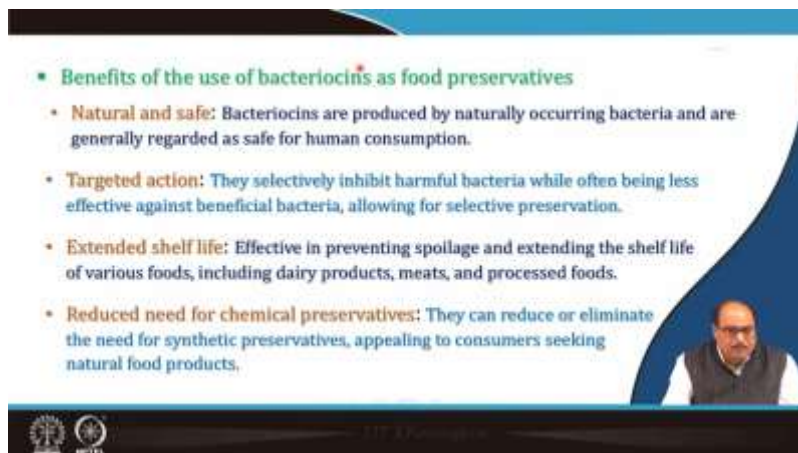 Benefits of the use of bacteriocins as food preservatives
Natural and safe: Bacteriocins are produced by naturally occurring bacteria and are
generally regarded as safe for human consumption.
Targeted action: They selectively inhibit harmful bacteria while often being less
effective against beneficial bacteria, allowing for selective preservation.
Extended shelf life: Effective in preventing spoilage and extending the shelf life
of various foods, including dairy products, meats, and processed foods.
Reduced need for chemical preservatives: They can reduce or eliminate
the need for synthetic preservatives, appealing to consumers seeking
natural food products.